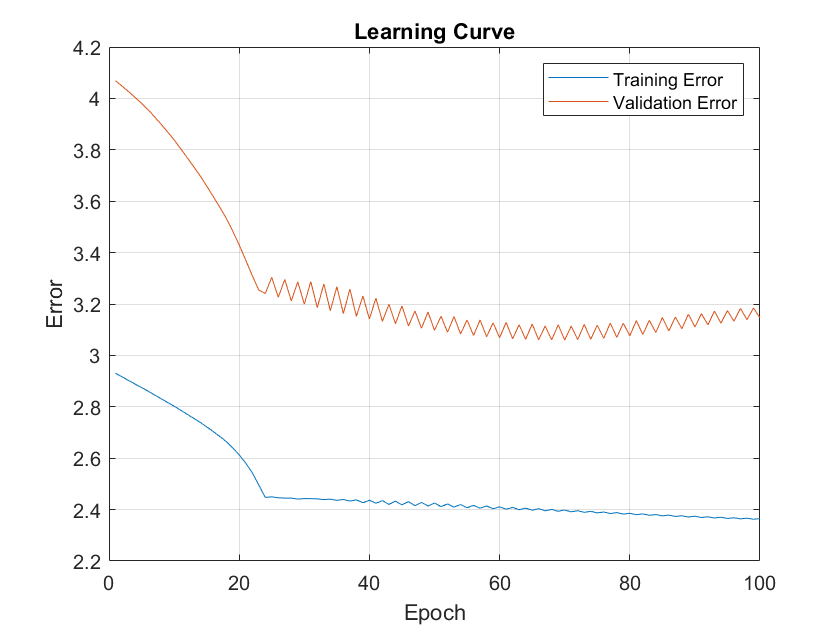 Learning Curve
4.2
4
3.8
3.6
3.4
3.2
3
2.8
2.6
2.4
2.2
Error
Training Error
Validation Error
0 20 40 60 80 100
Epoch